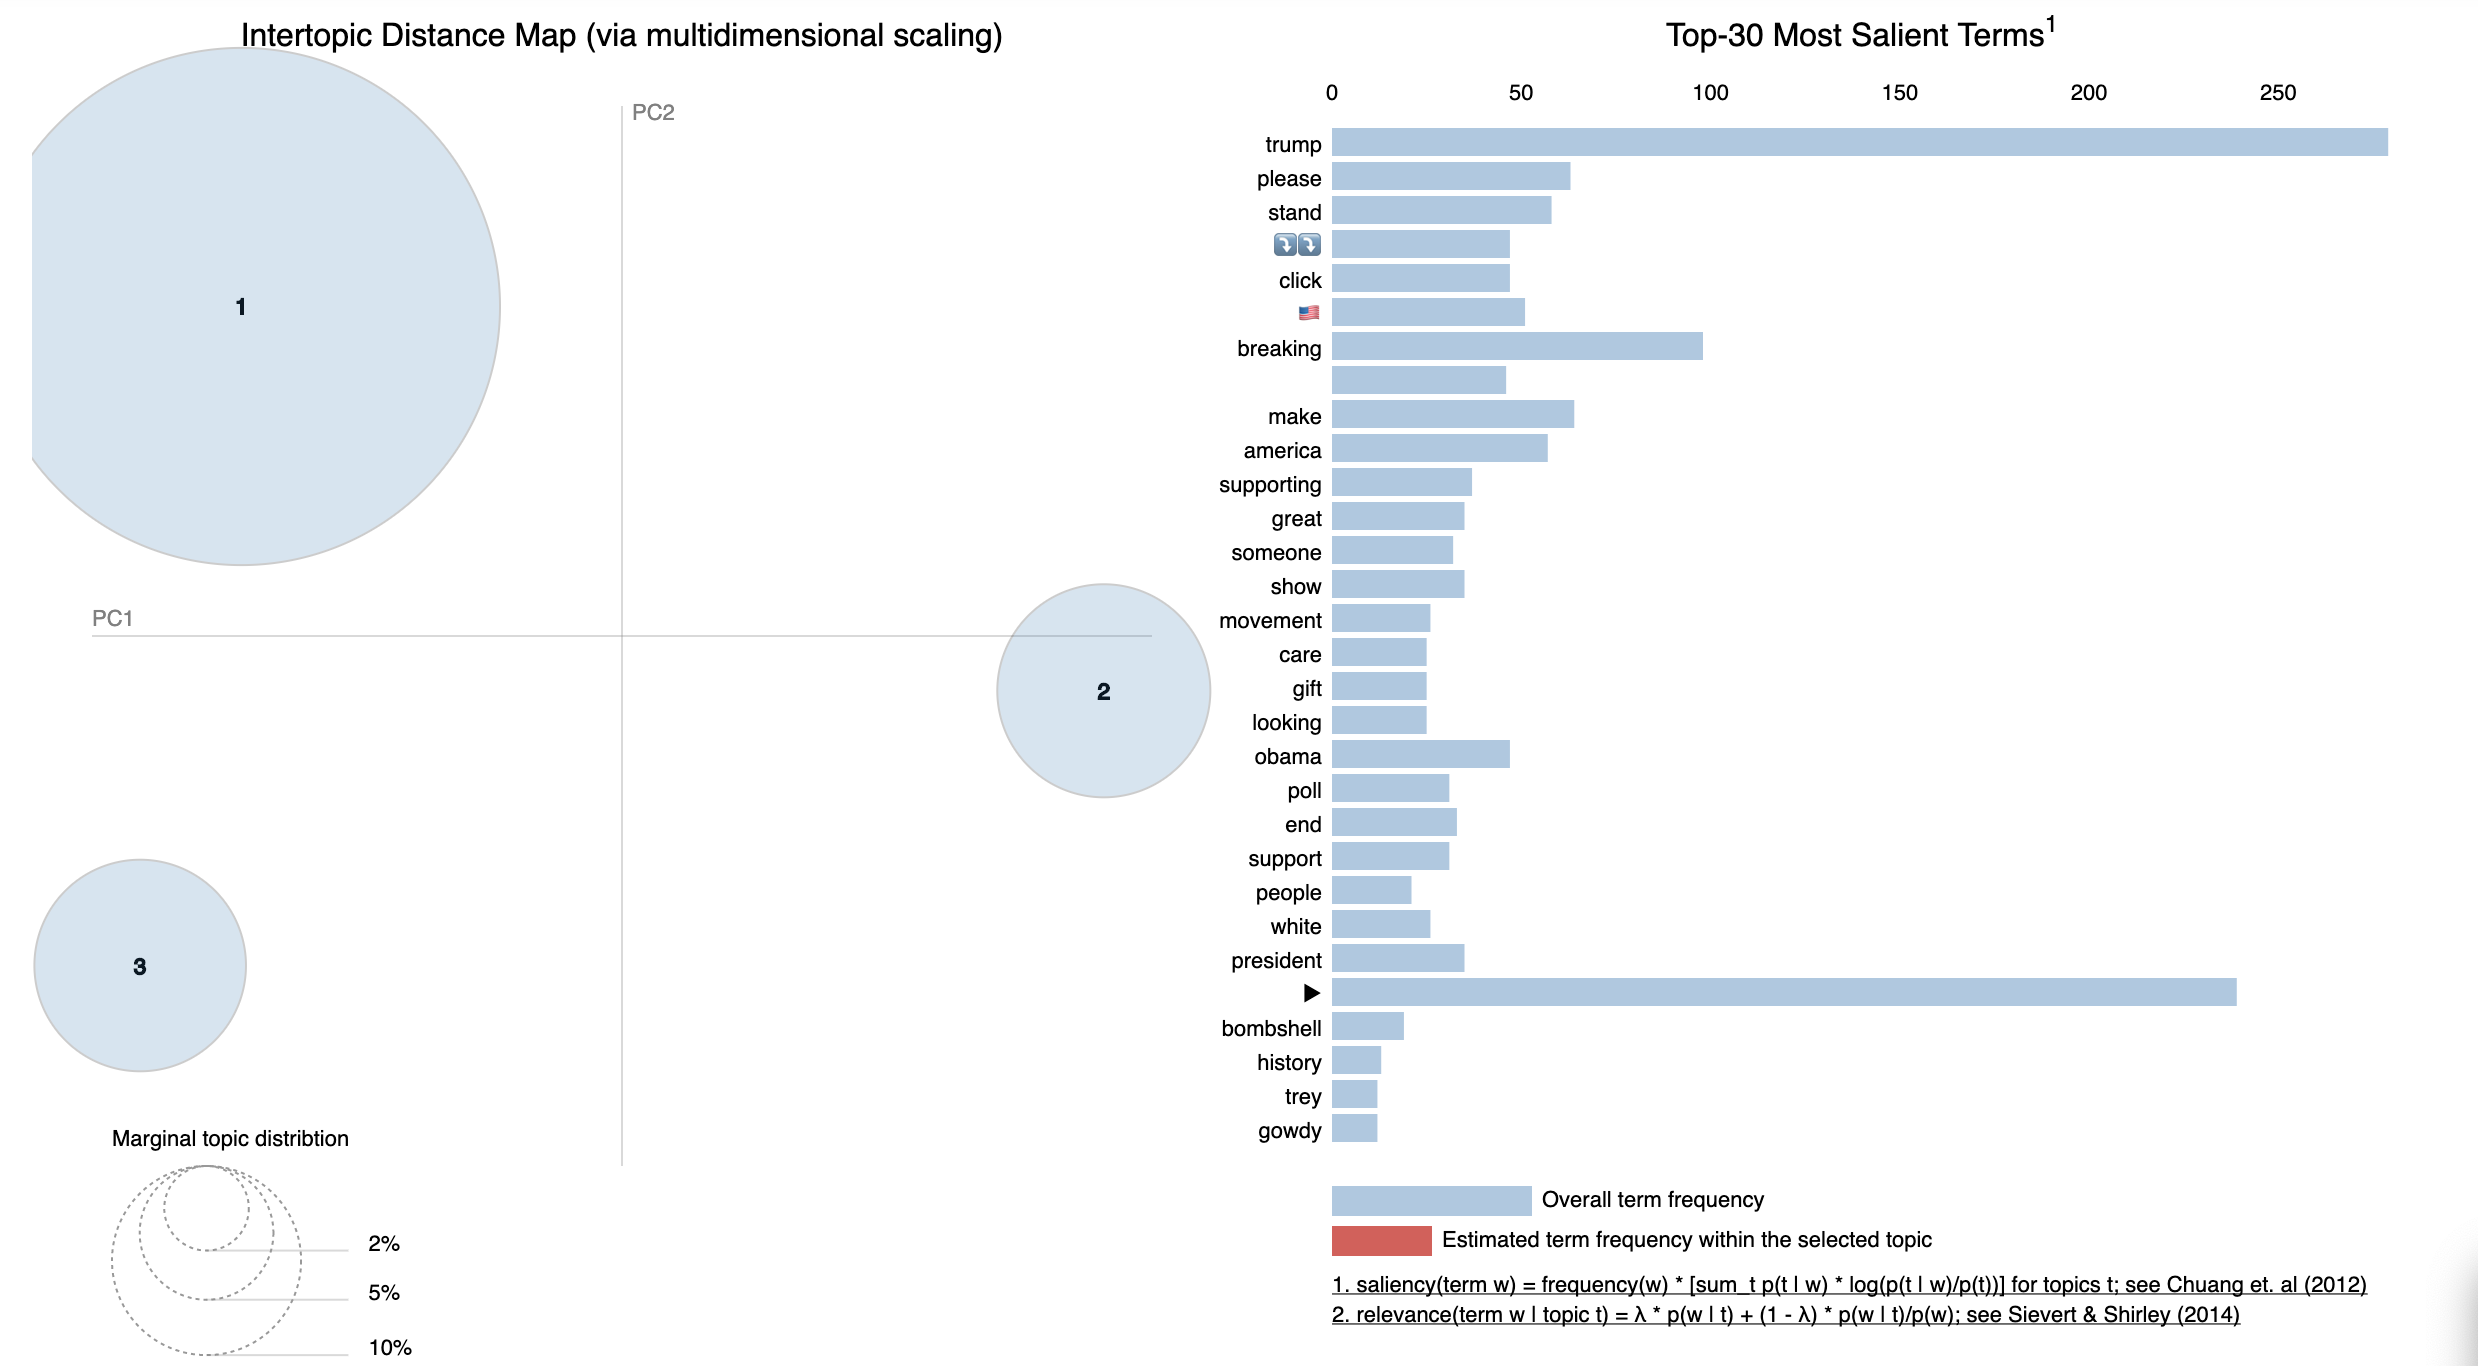 Intertopic Distance Map (via multidimensional scaling)
PC2
1
PC1
2
3
Marginal topic distribtion
2%
5%
10%
Top-30 Most Salient Terms1
0 50 100 150 200 250
trump
please
stand
⤵️⤵️
click
🇺🇸
breaking
make
america
supporting
great
someone
show
movement
care
gift
looking
obama
poll
end
support
people
white
president
▶
bombshell
history
trey
gowdy
Overall term frequency
Estimated term frequency within the selected topic
1. saliency(term w) = frequency(w) * [sum_t p(t | w) * log(p(t | w)/p(t))] for topics t; see Chuang et. al (2012)
2. relevance(term w | topic t) = λ * p(w | t) + (1 - λ) * p(w | t)/p(w); see Sievert & Shirley (2014)